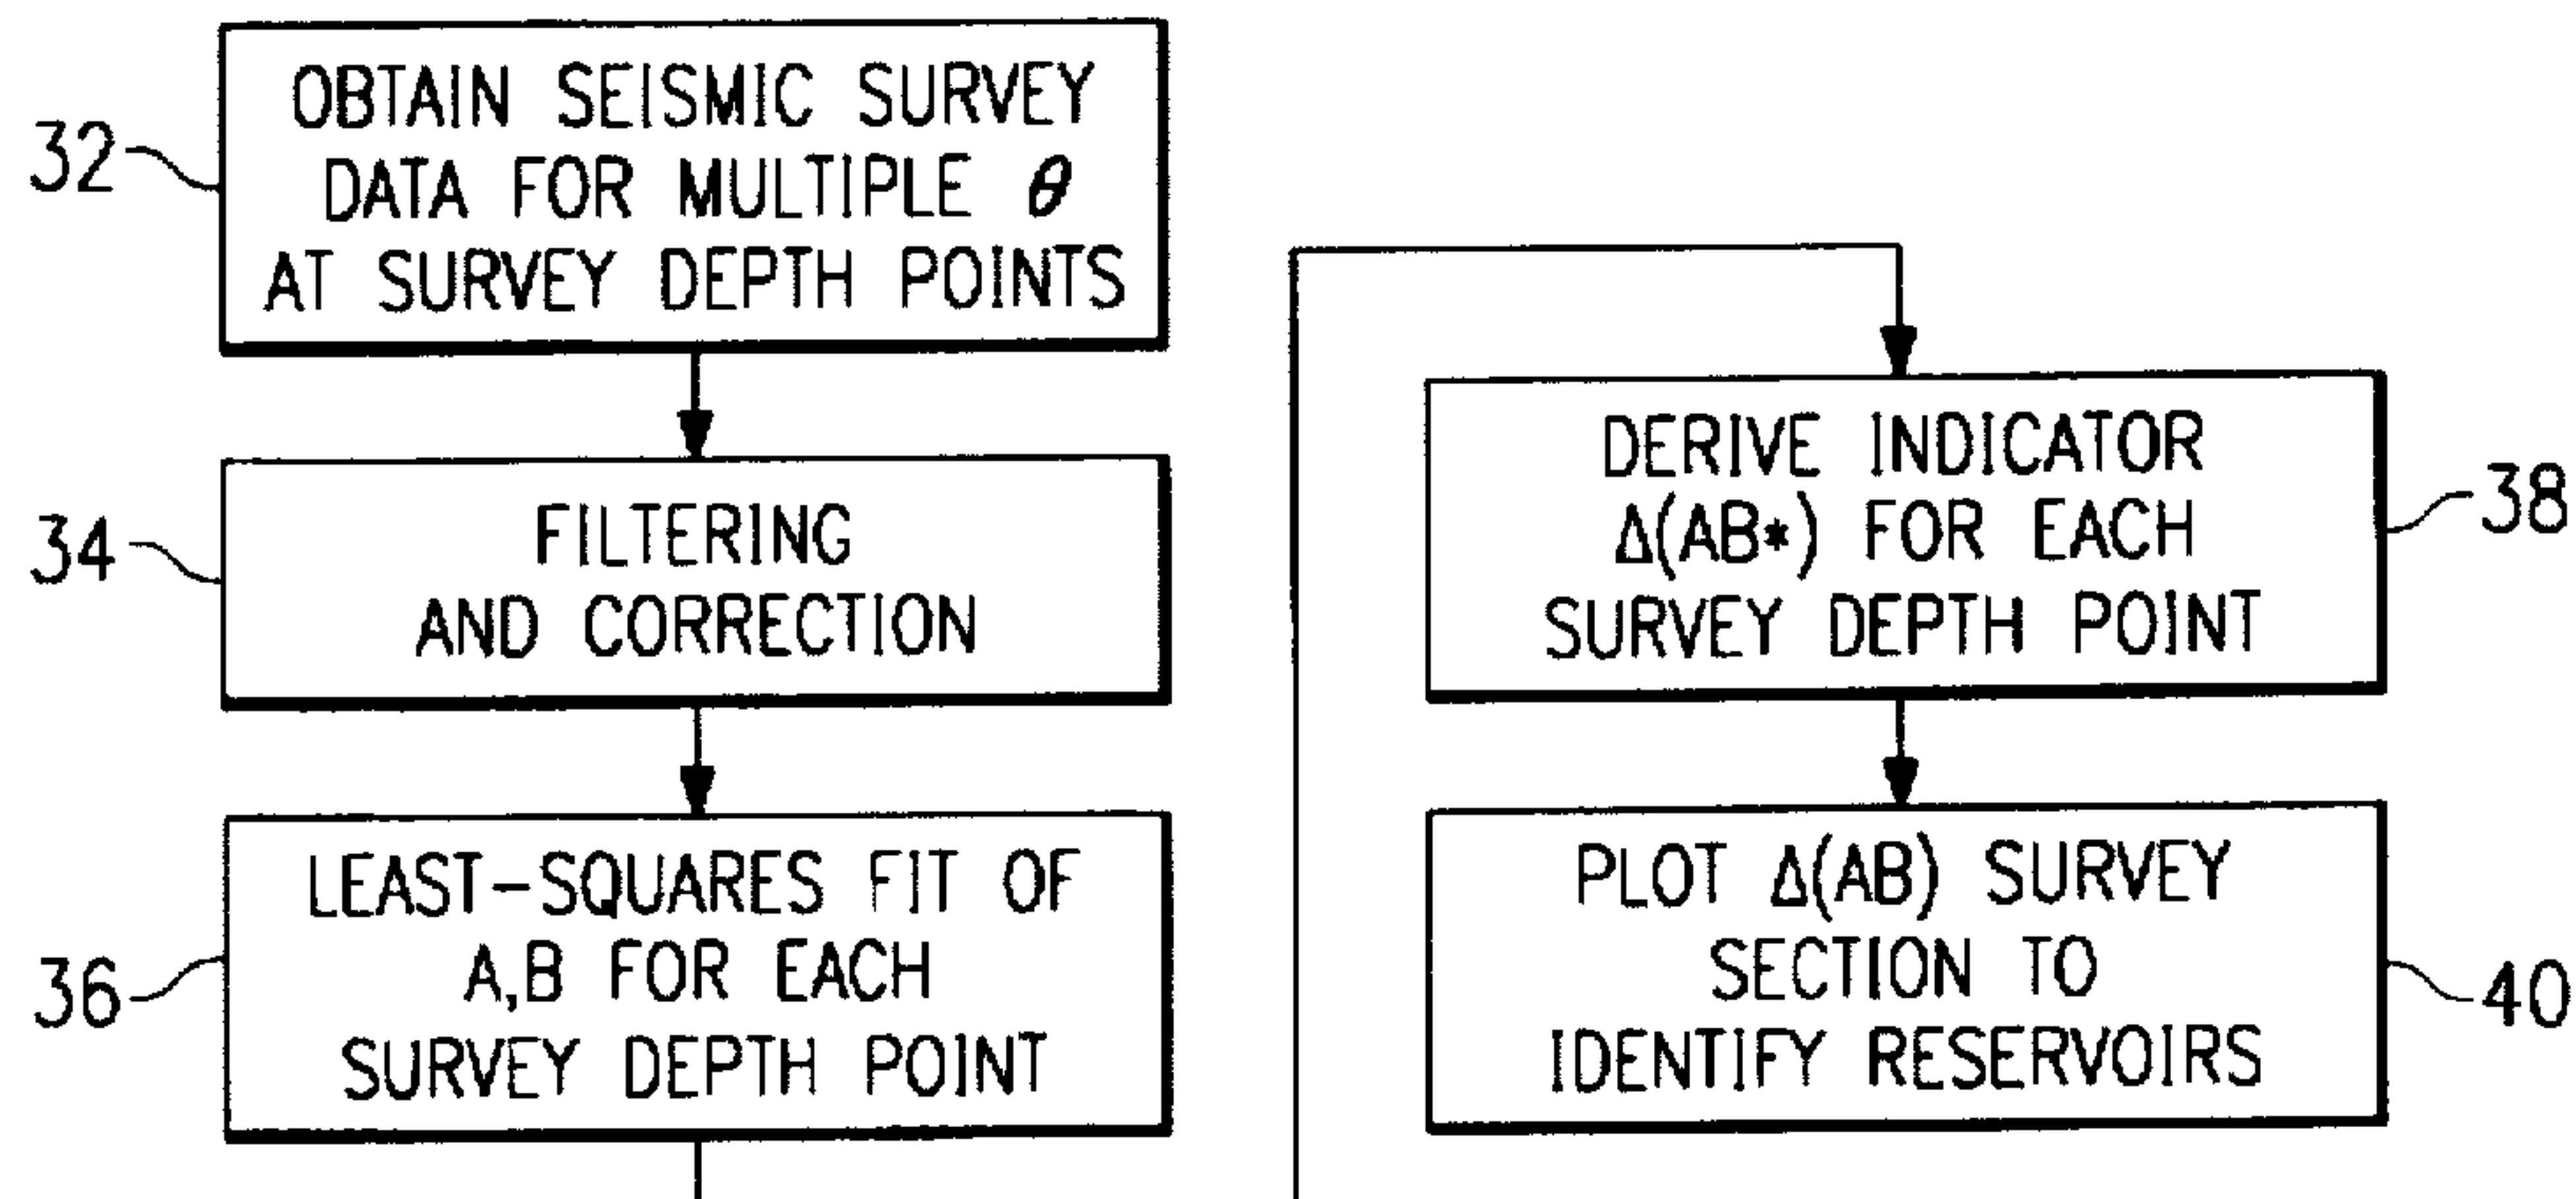 32
OBTAIN SEISMIC SURVEY
DATA FOR MULTIPLE θ
AT SURVEY DEPTH POINTS
34
FILTERING
AND CORRECTION
36
LEAST-SQUARES FIT OF
A,B FOR EACH
SURVEY DEPTH POINT
DERIVE INDICATOR
Δ(AB*) FOR EACH
SURVEY DEPTH POINT
38
PLOT Δ(AB) SURVEY
SECTION TO
IDENTIFY RESERVOIRS
40